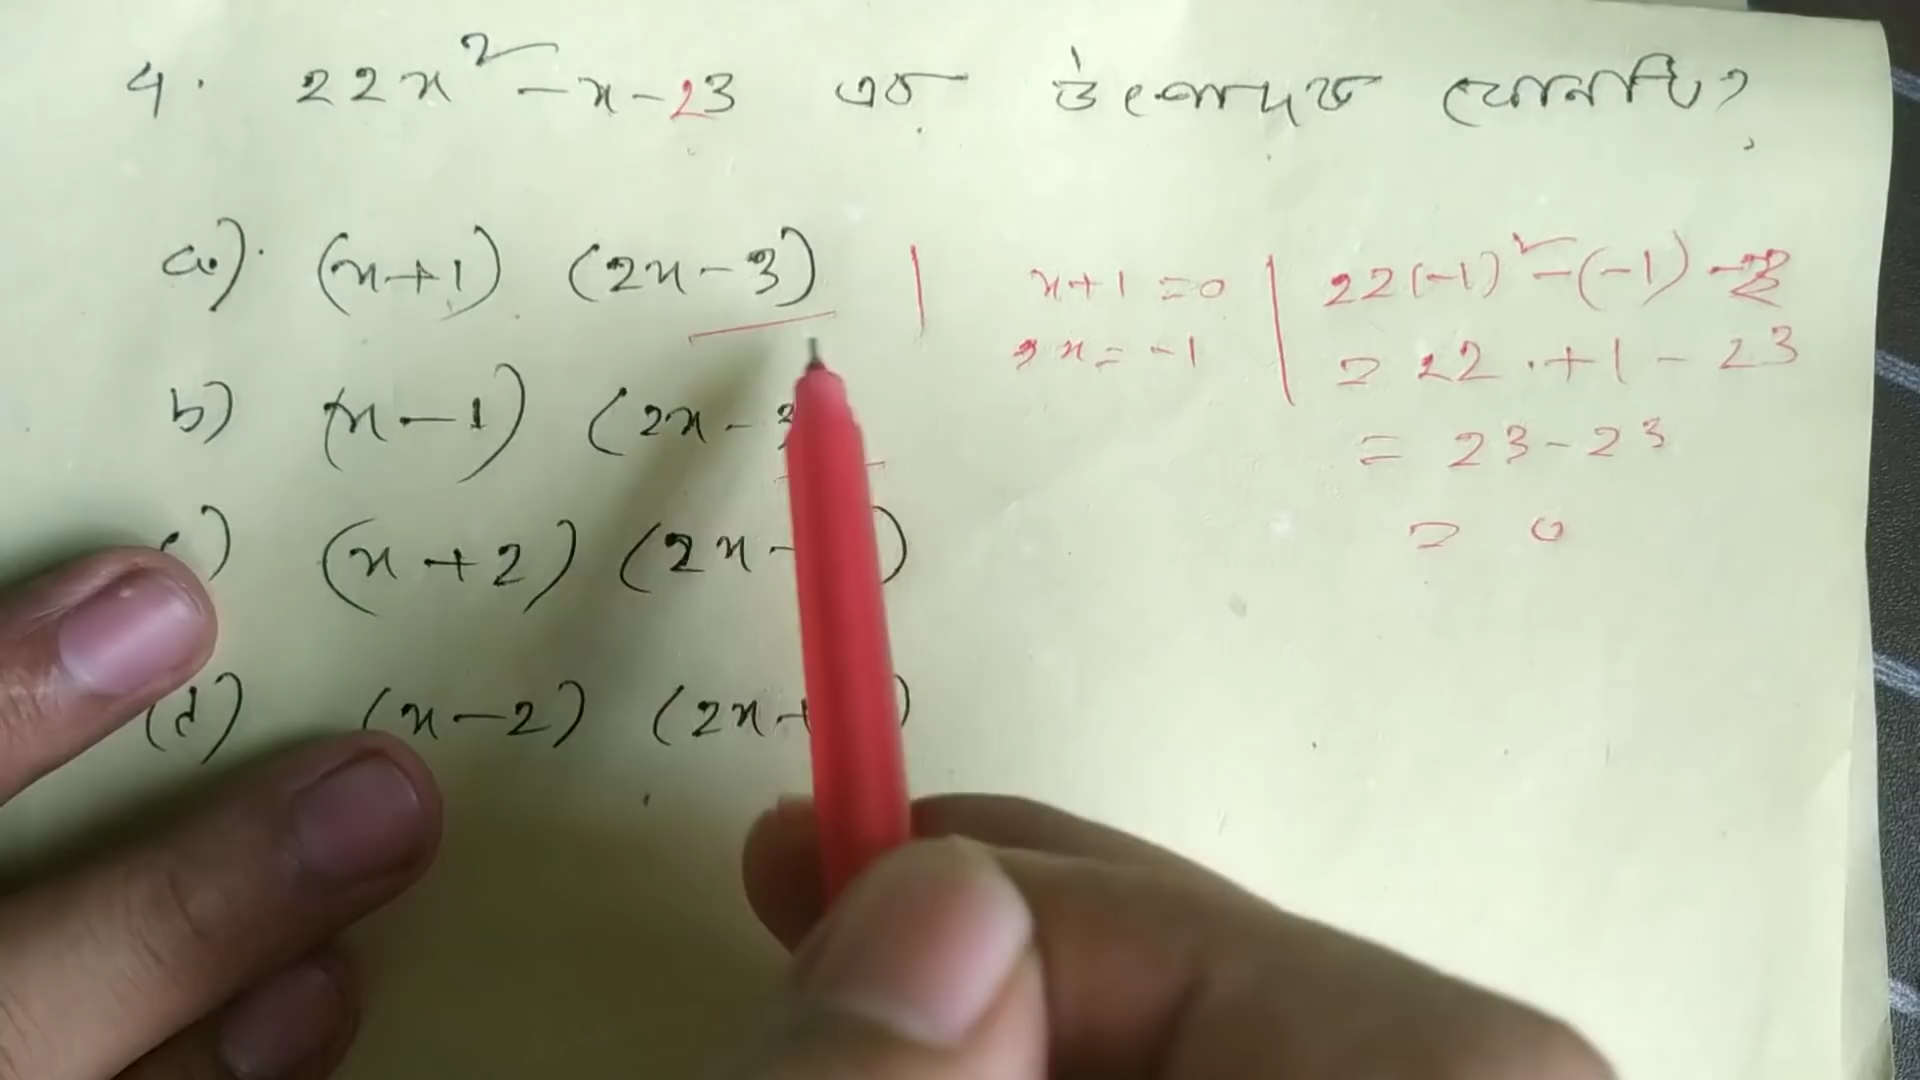 4. 22x² - x - 23 এর উৎপাদক কোনটি?
a) (x+1) (2x-3)
x+1 = 0
x = -1
22(-1)² - (-1) -
= 22 + 1 - 23
= 23 - 23
= 0
b) (x-1) (2x-3
) (x+2) (2x- )
(d) (x-2) (2x+ )